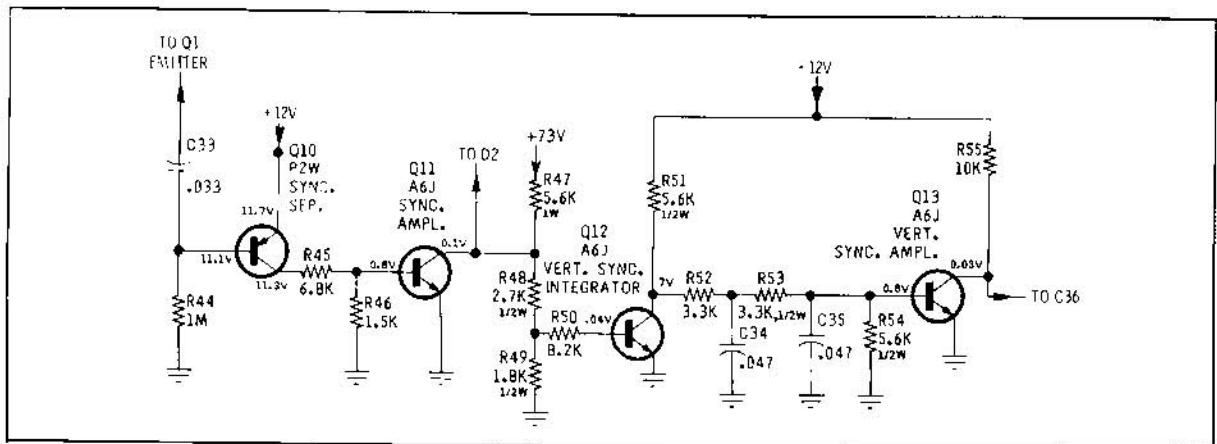 TO Q1
EMITTER
+12V
C33
.033
Q10
P2W
SYNC.
SEP.
11.7V
11.1V
11.3V
R44
1M
R45
6.8K
R46
1.5K
0.8V
Q11
A6J
SYNC.
AMPL.
0.1V
TO D2
+73V
R47
5.6K
1W
R48
2.7K
1/2W
R49
1.8K
1/2W
R50
8.2K
.04V
Q12
A6J
VERT. SYNC.
INTEGRATOR
R51
5.6K
1/2W
7V
R52
3.3K
R53
3.3K,1/2W
C34
.047
C35
.047
-12V
R54
5.6K
1/2W
0.8V
Q13
A6J
VERT.
SYNC. AMPL.
0.03V
R55
10K
TO C36